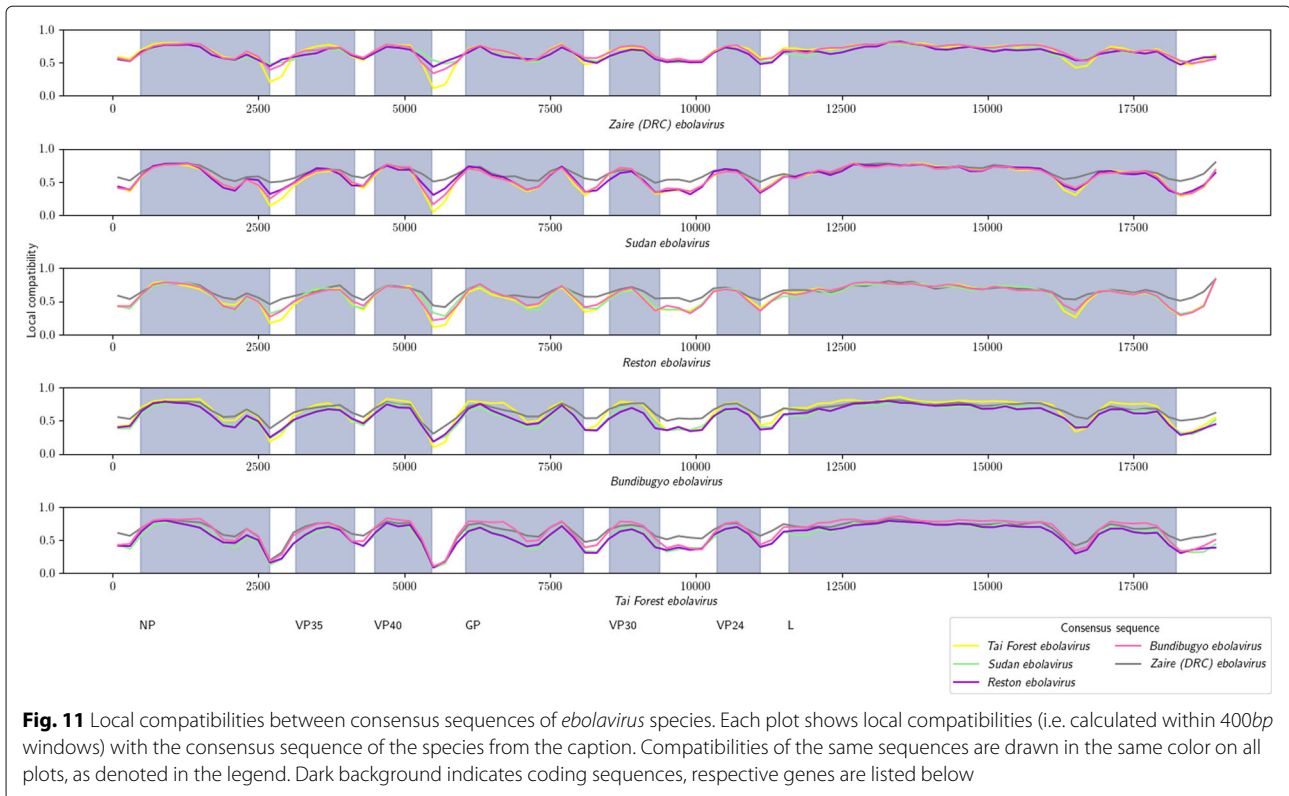 1.0
0.5
0.0
0 2500 5000 7500 10000 12500 15000 17500
Zaire (DRC) ebolavirus
1.0
0.5
0.0
0 2500 5000 7500 10000 12500 15000 17500
Sudan ebolavirus
Local compatibility
1.0
0.5
0.0
0 2500 5000 7500 10000 12500 15000 17500
Reston ebolavirus
1.0
0.5
0.0
0 2500 5000 7500 10000 12500 15000 17500
Bundibugyo ebolavirus
1.0
0.5
0.0
0 2500 5000 7500 10000 12500 15000 17500
Tai Forest ebolavirus
NP VP35 VP40 GP VP30 VP24 L
Consensus sequence
Tai Forest ebolavirus
Sudan ebolavirus
Reston ebolavirus
Bundibugyo ebolavirus
Zaire (DRC) ebolavirus
Fig. 11 Local compatibilities between consensus sequences of ebolavirus species. Each plot shows local compatibilities (i.e. calculated within 400bp
windows) with the consensus sequence of the species from the caption. Compatibilities of the same sequences are drawn in the same color on all
plots, as denoted in the legend. Dark background indicates coding sequences, respective genes are listed below